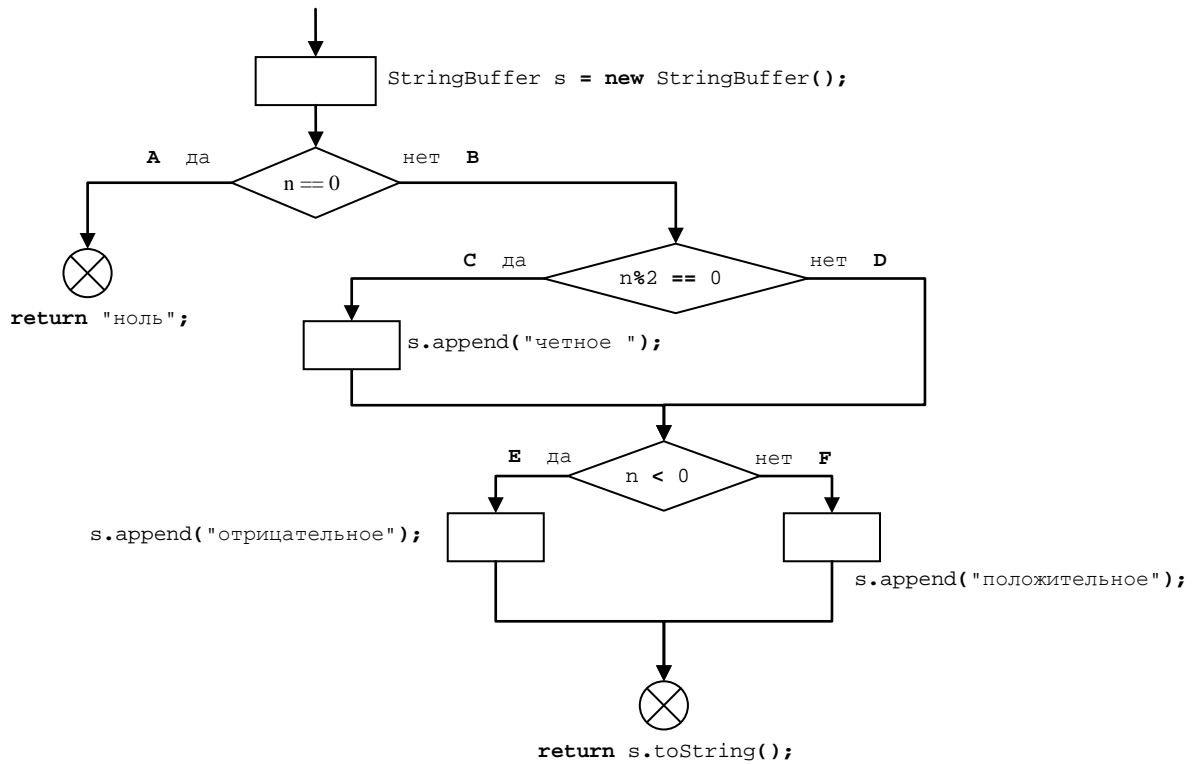 StringBuffer s = new StringBuffer();
A да
нет B
n == 0
C да
n%2 == 0
нет D
return "ноль";
s.append("четное ");
E да
n < 0
нет F
s.append("отрицательное");
s.append("положительное");
return s.toString();